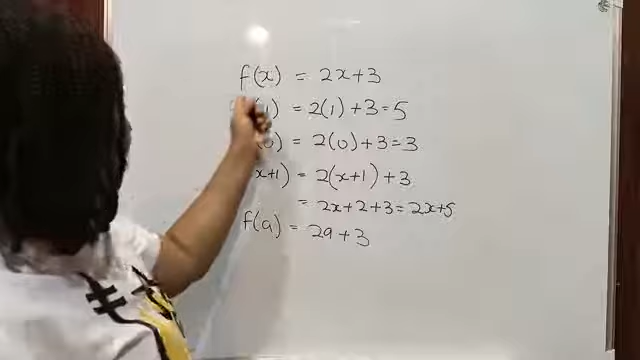 f(x) = 2x+3
(1) = 2(1) +3=5
(0) = 2(0)+3=3
x+1) = 2(x+1) +3
= 2x+2+3=2x+5
f(a) = 2a+3